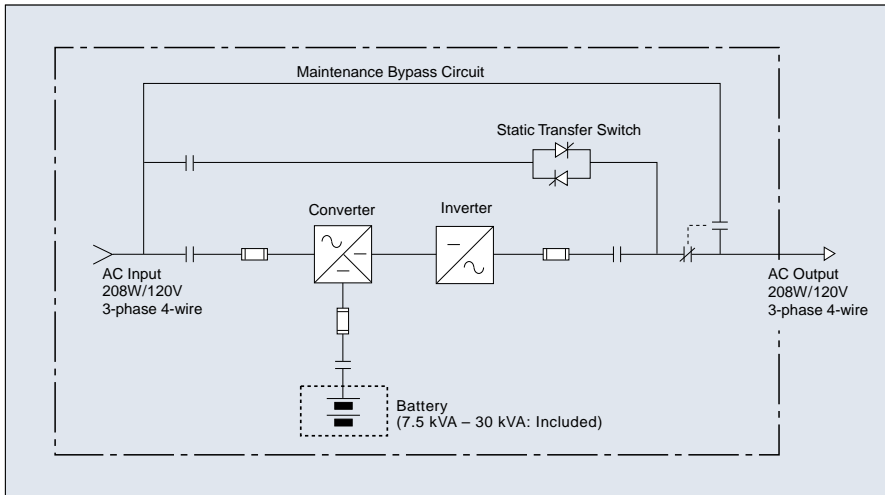 Maintenance Bypass Circuit
Static Transfer Switch
Converter
Inverter
AC Input
208W/120V
3-phase 4-wire
AC Output
208W/120V
3-phase 4-wire
Battery
(7.5 kVA – 30 kVA: Included)